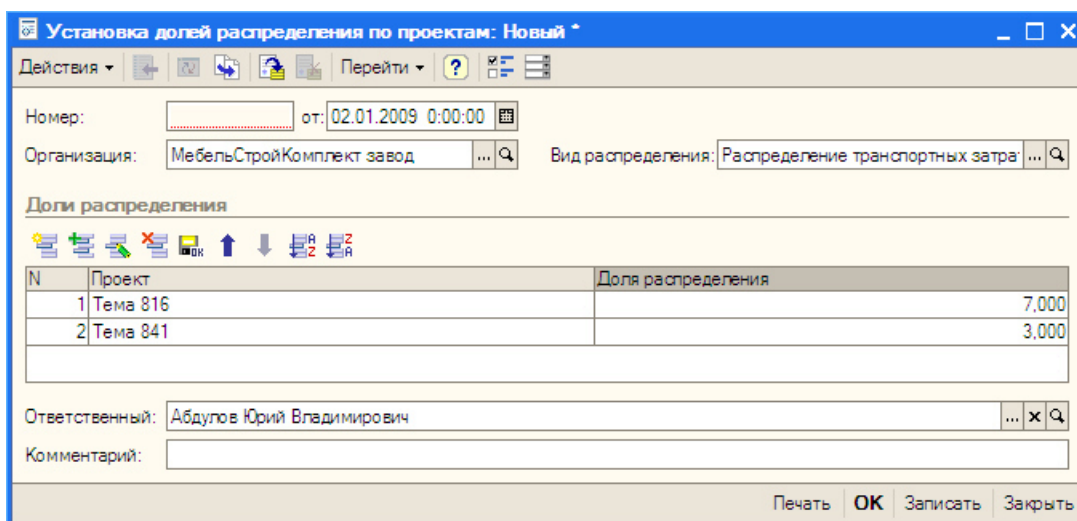 Установка долей распределения по проектам: Новый *
Действия Перейти ?
Номер: от: 02.01.2009 0:00:00
Организация: МебельСтройКомплект завод ... Вид распределения: Распределение транспортных затрат ...
Доли распределения
N Проект Доля распределения
1 Тема 816 7,000
2 Тема 841 3,000
Ответственный: Абдулов Юрий Владимирович ... x
Комментарий:
Печать OK Записать Закрыть